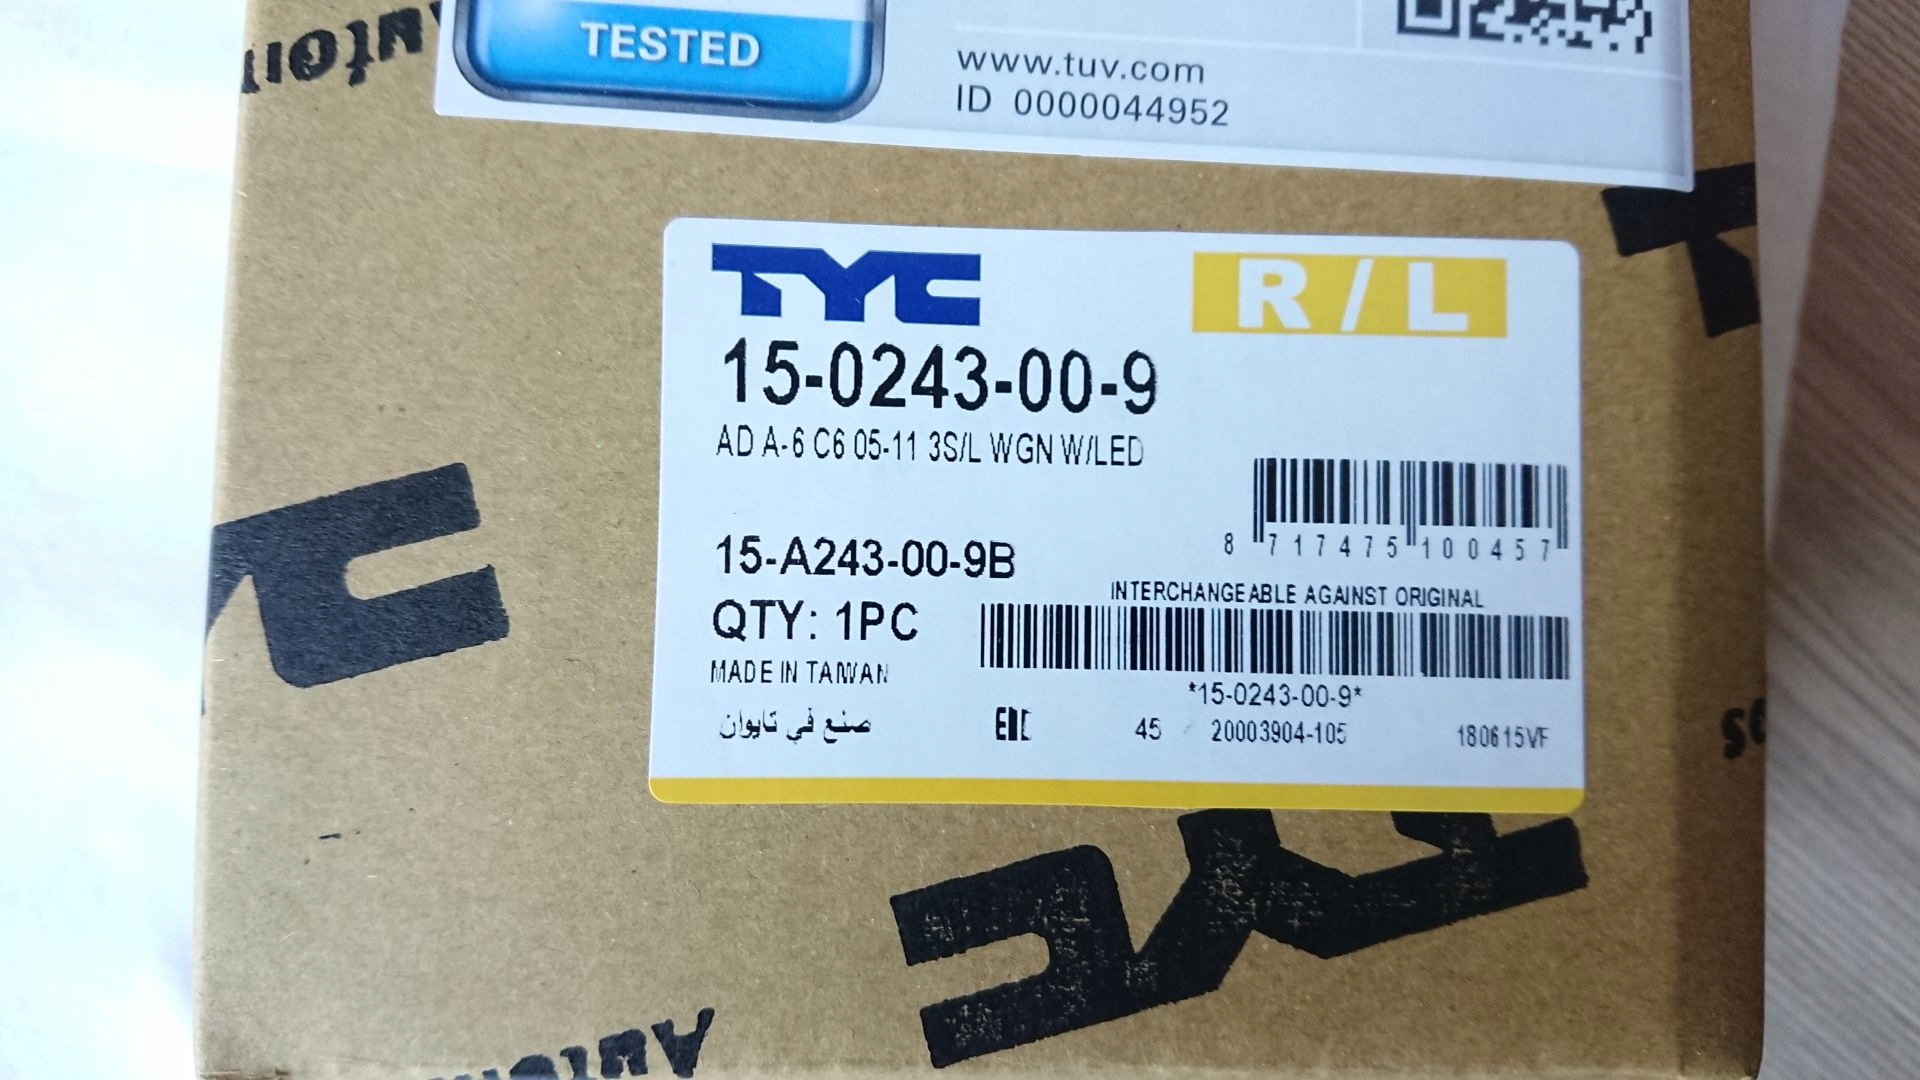 TESTED
www.tuv.com
ID 0000044952
TYC
R/L
15-0243-00-9
AD A-6 C6 05-11 3S/L WGN W/LED
8 717475 100457
15-A243-00-9B
INTERCHANGEABLE AGAINST ORIGINAL
QTY: 1PC
MADE IN TAIWAN
*15-0243-00-9*
صنع في تايوان
EAC
45
20003904-105
180615VF
TYC